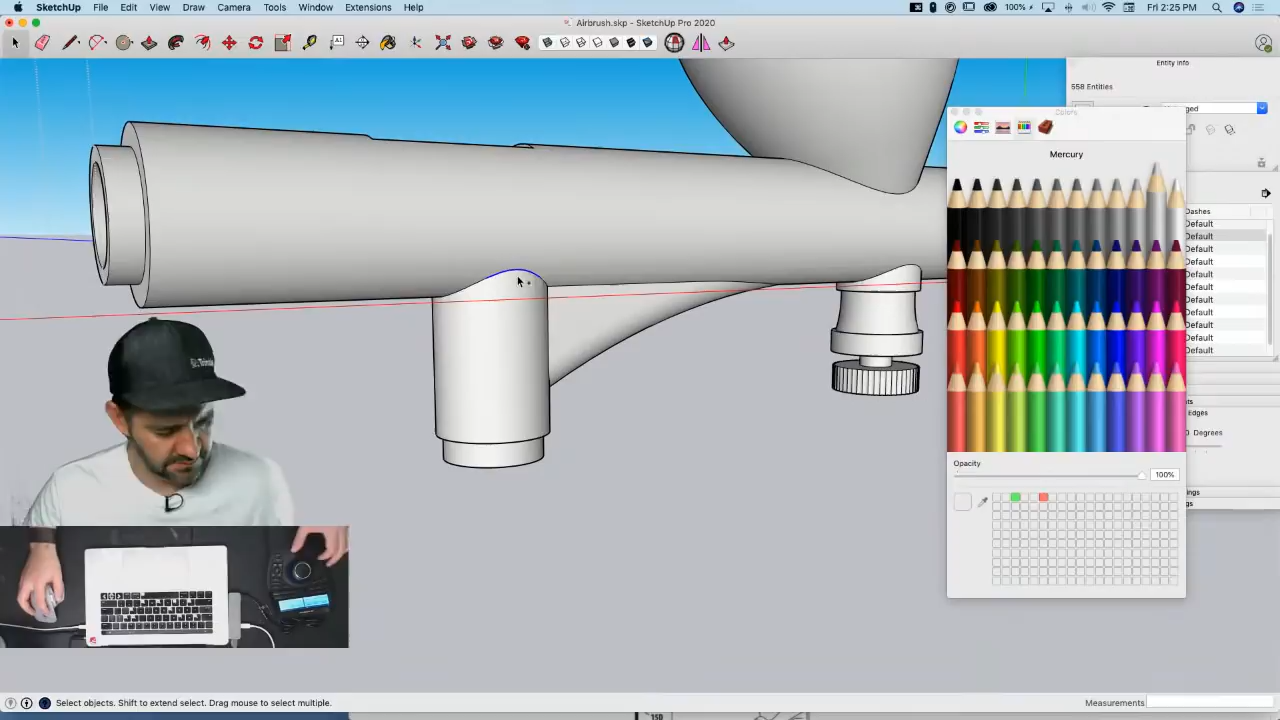 SketchUp File Edit View Draw Camera Tools Window Extensions Help
100% Fri 2:25 PM
Airbrush.skp - SketchUp Pro 2020
Entity Info
558 Entities
Colors
Mercury
Dashes
Default
Default
Default
Default
Default
Default
Default
Default
Default
Default
Default
Edges
Degrees
Opacity
100%
Select objects. Shift to extend select. Drag mouse to select multiple.
Measurements